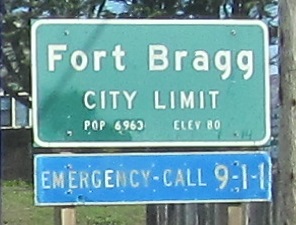 Fort Bragg
CITY LIMIT
POP 6963 ELEV 80
EMERGENCY-CALL 9-1-1